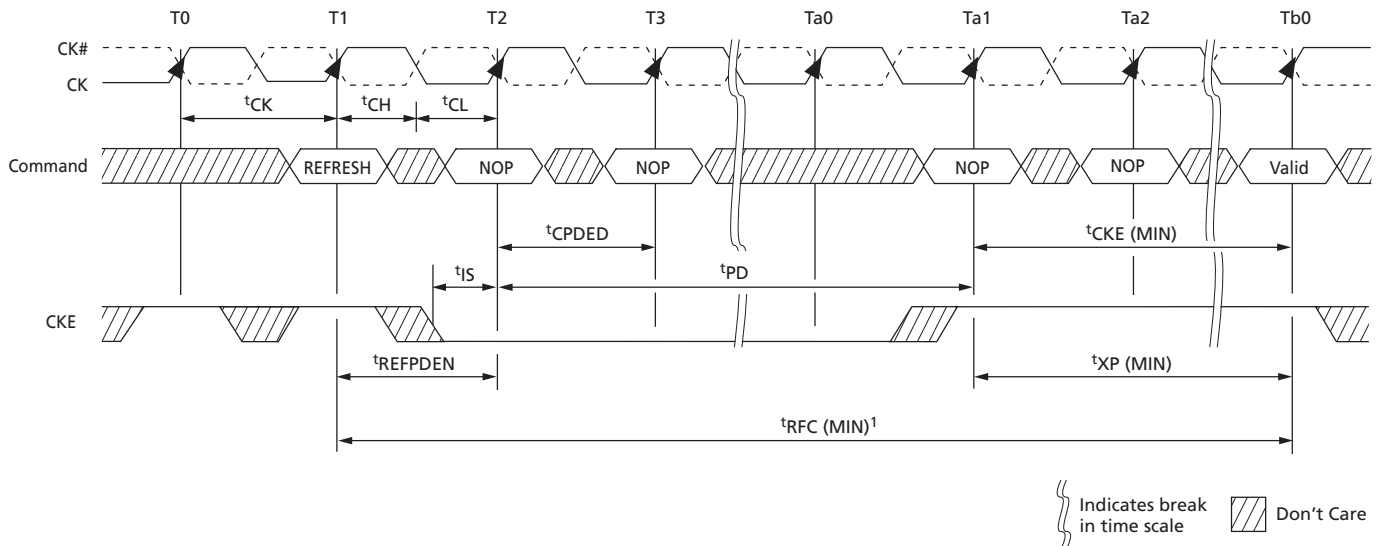 T0 T1 T2 T3 Ta0 Ta1 Ta2 Tb0
CK#
CK
tCK tCH tCL
Command REFRESH NOP NOP NOP NOP Valid
tCPDED tCKE (MIN)
tIS tPD
CKE
tREFPDEN tXP (MIN)
tRFC (MIN)1
Indicates break
in time scale
Don't Care